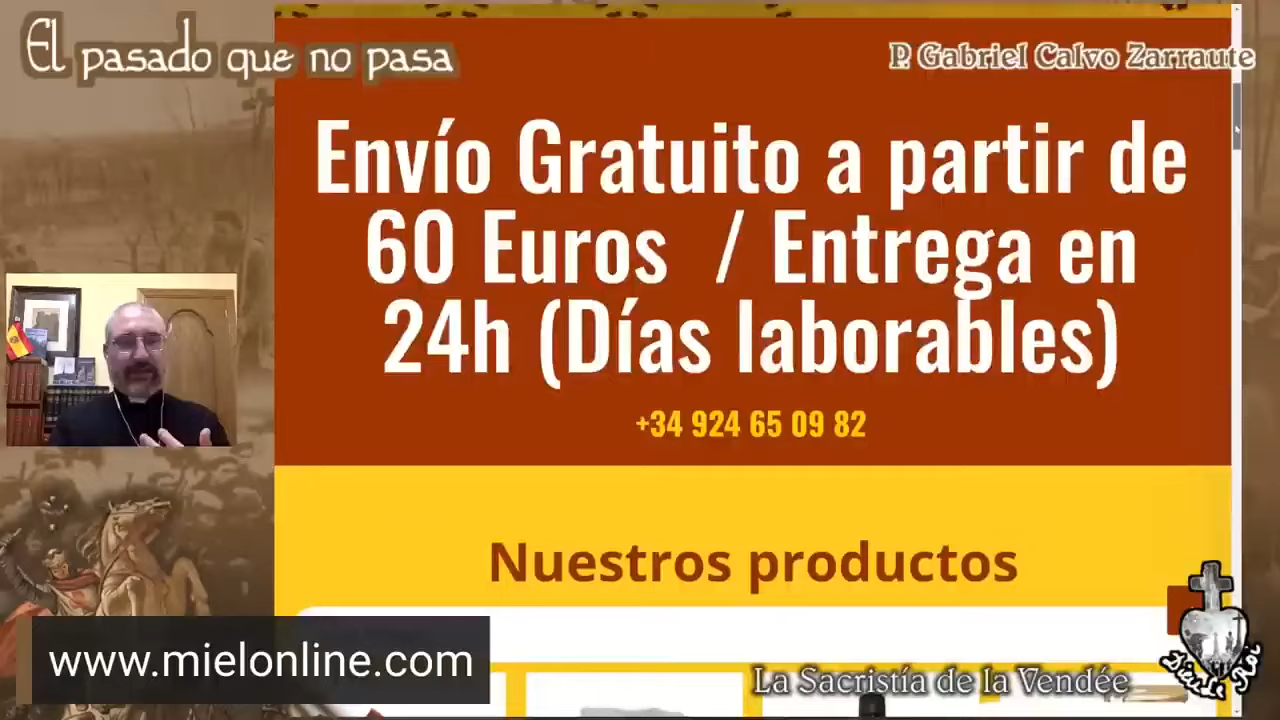 El pasado que no pasa
P. Gabriel Calvo Zarraute
Envío Gratuito a partir de
60 Euros / Entrega en
24h (Días laborables)
+34 924 65 09 82
Nuestros productos
www.mielonline.com
La Sacristía de la Vendée